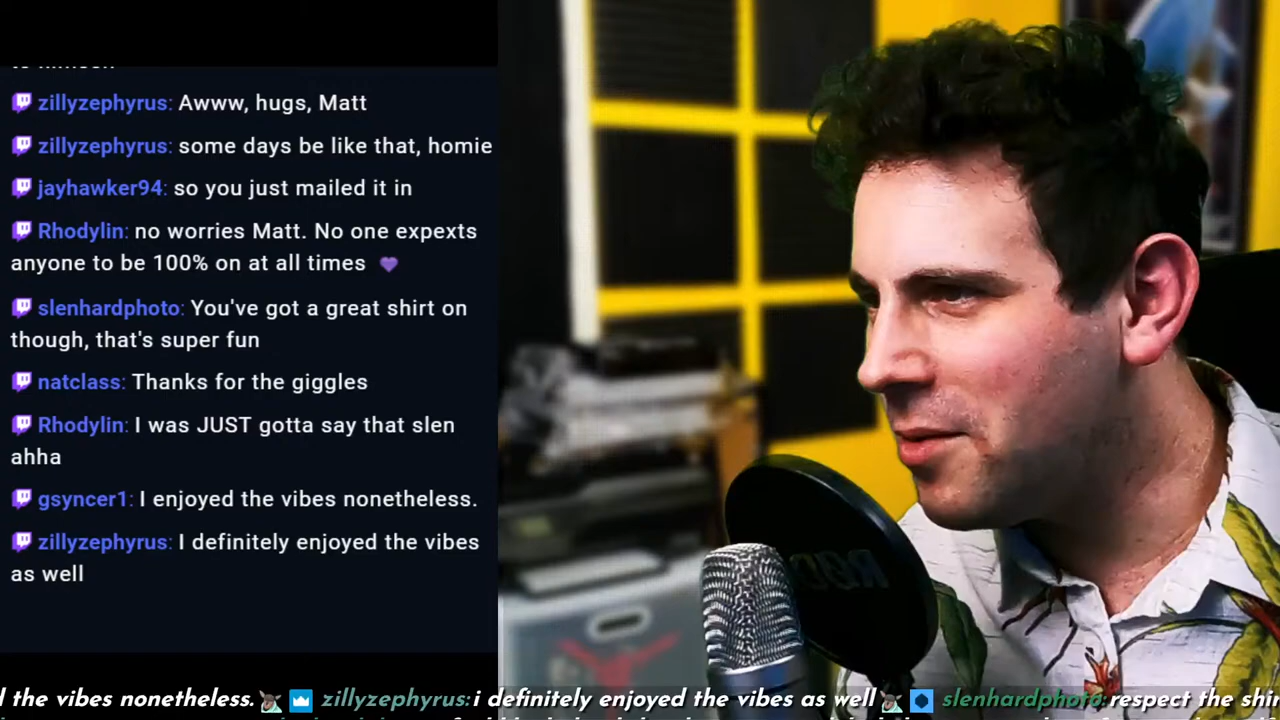 zillyzephyrus: Awww, hugs, Matt
zillyzephyrus: some days be like that, homie
jayhawker94: so you just mailed it in
Rhodylin: no worries Matt. No one expexts
anyone to be 100% on at all times
slenhardphoto: You've got a great shirt on
though, that's super fun
natclass: Thanks for the giggles
Rhodylin: I was JUST gotta say that slen
ahha
gsyncer1: I enjoyed the vibes nonetheless.
zillyzephyrus: I definitely enjoyed the vibes
as well
the vibes nonetheless. zillyzephyrus: i definitely enjoyed the vibes as well slenhardphoto: respect the shi